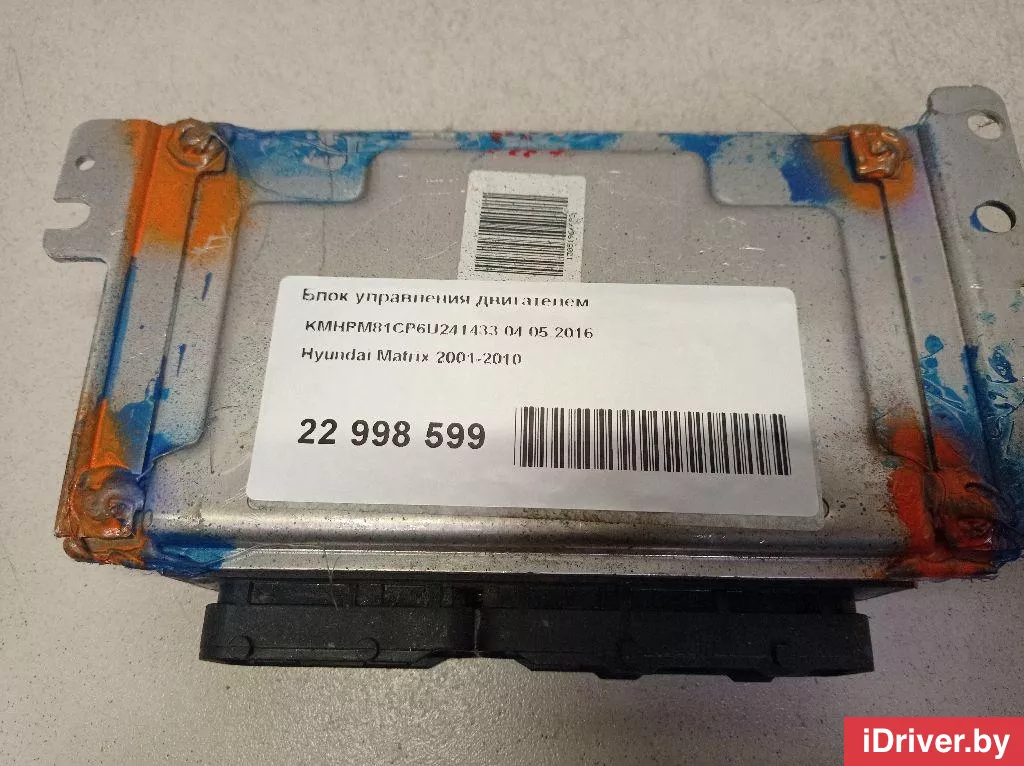 Блок управления двигателем
KMHPM81CP6U241433 04.05.2016
Hyundai Matrix 2001-2010
22 998 599
iDriver.by